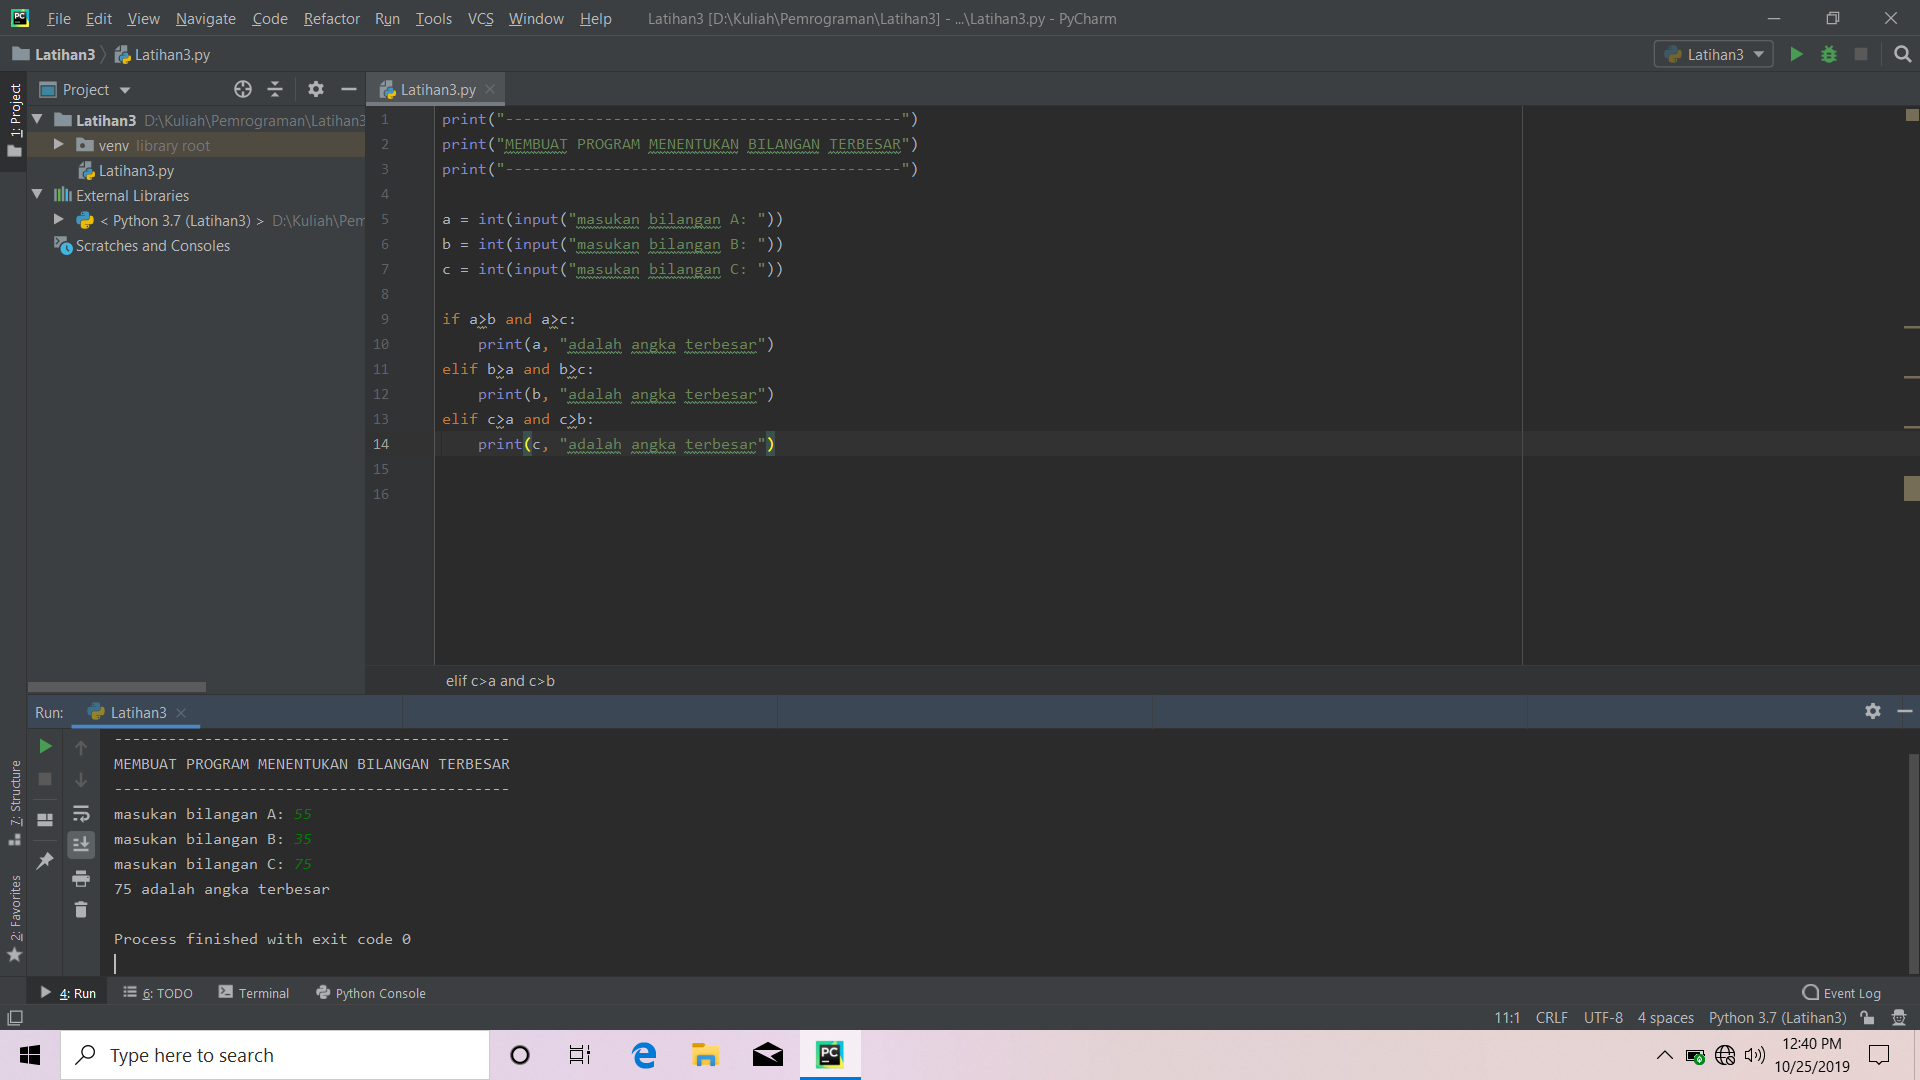 File Edit View Navigate Code Refactor Run Tools VCS Window Help Latihan3 [D:\Kuliah\Pemrograman\Latihan3] - ...\Latihan3.py - PyCharm
Latihan3 Latihan3.py Latihan3
Project Latihan3.py
1: Project
Latihan3 D:\Kuliah\Pemrograman\Latihan3
venv library root
Latihan3.py
External Libraries
< Python 3.7 (Latihan3) > D:\Kuliah\Pem
Scratches and Consoles
1 print("--------------------------------------------")
2 print("MEMBUAT PROGRAM MENENTUKAN BILANGAN TERBESAR")
3 print("--------------------------------------------")
4
5 a = int(input("masukan bilangan A: "))
6 b = int(input("masukan bilangan B: "))
7 c = int(input("masukan bilangan C: "))
8
9 if a>b and a>c:
10     print(a, "adalah angka terbesar")
11 elif b>a and b>c:
12     print(b, "adalah angka terbesar")
13 elif c>a and c>b:
14     print(c, "adalah angka terbesar")
15
16
elif c>a and c>b
Run: Latihan3
7: Structure
2: Favorites
--------------------------------------------
MEMBUAT PROGRAM MENENTUKAN BILANGAN TERBESAR
--------------------------------------------
masukan bilangan A: 55
masukan bilangan B: 35
masukan bilangan C: 75
75 adalah angka terbesar
Process finished with exit code 0
4: Run 6: TODO Terminal Python Console Event Log
11:1 CRLF UTF-8 4 spaces Python 3.7 (Latihan3)
Type here to search
PC
12:40 PM
10/25/2019